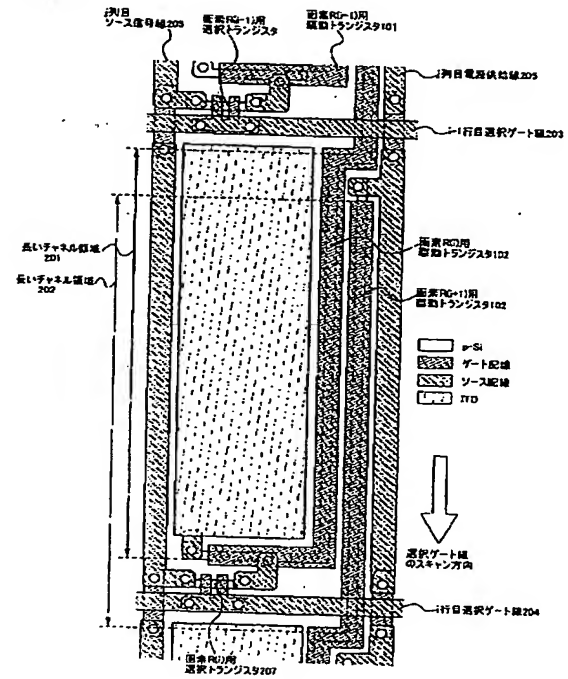 i列目
ソース信号線205
画素R(j-1)用
選択トランジスタ
画素R(j-1)用
駆動トランジスタ101
i列目電源供給線205
j-1行目選択ゲート線203
長いチャネル領域
201
長いチャネル領域
202
画素R(j)用
駆動トランジスタ102
画素R(j+1)用
駆動トランジスタ102
p-Si
ゲート配線
ソース配線
ITO
選択ゲート線
のスキャン方向
j行目選択ゲート線204
画素R(j)用
選択トランジスタ207